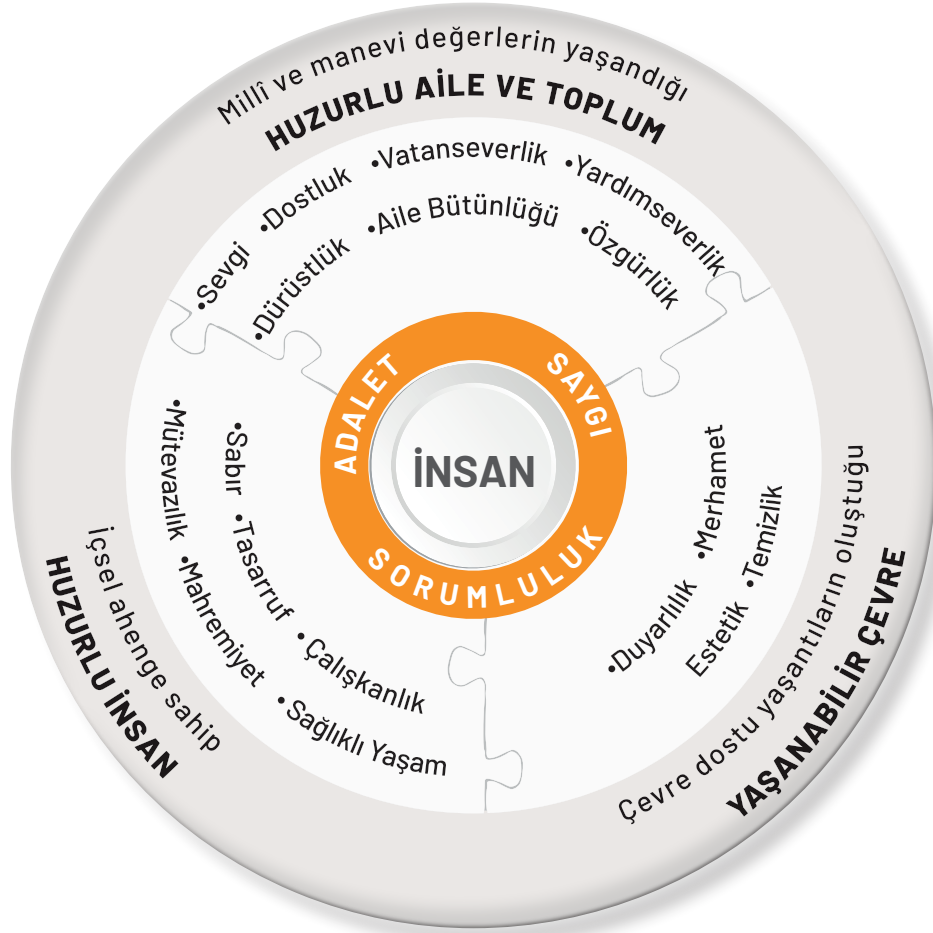 Millî ve manevi değerlerin yaşandığı
HUZURLU AİLE VE TOPLUM
•Sevgi •Dostluk •Vatanseverlik •Yardımseverlik
•Dürüstlük •Aile Bütünlüğü •Özgürlük
ADALET
SAYGI
SORUMLULUK
İNSAN
•Mütevazılık •Mahremiyet •Sağlıklı Yaşam
•Sabır •Tasarruf •Çalışkanlık
İçsel ahenge sahip
HUZURLU İNSAN
•Duyarlılık •Merhamet
Estetik •Temizlik
Çevre dostu yaşantıların oluştuğu
YAŞANABİLİR ÇEVRE